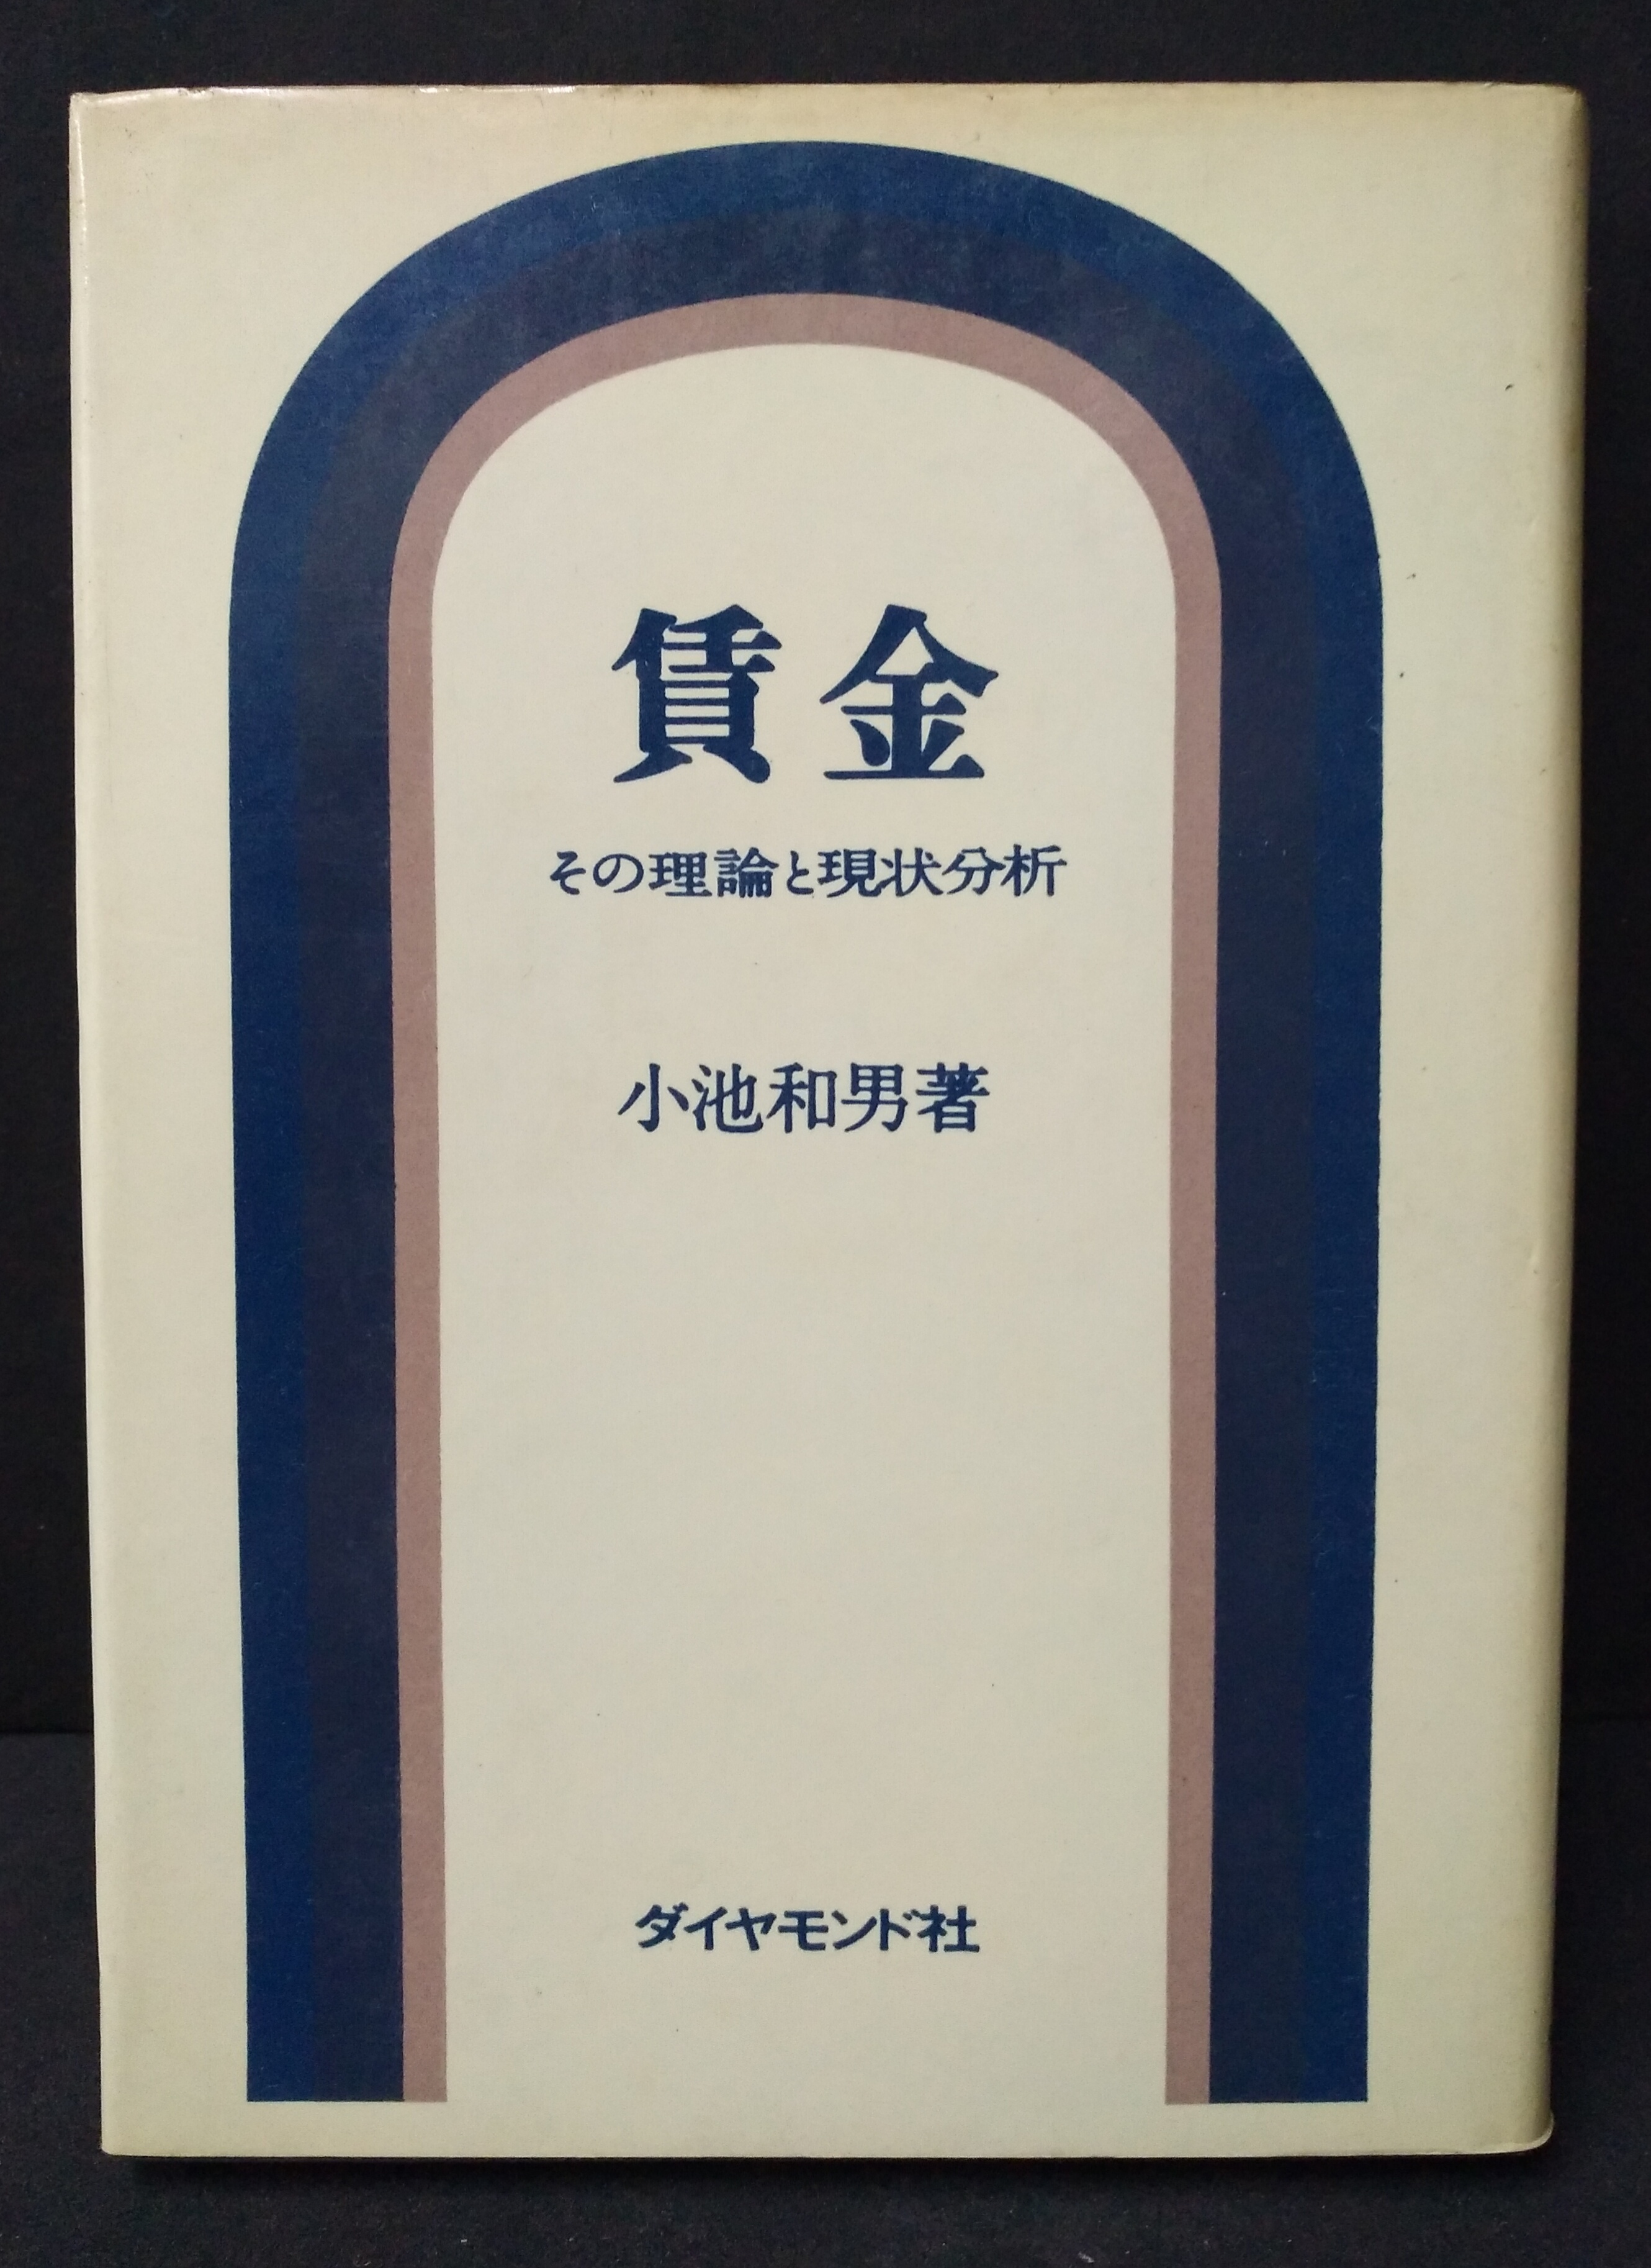 賃金
その理論と現状分析
小池和男著
ダイヤモンド社